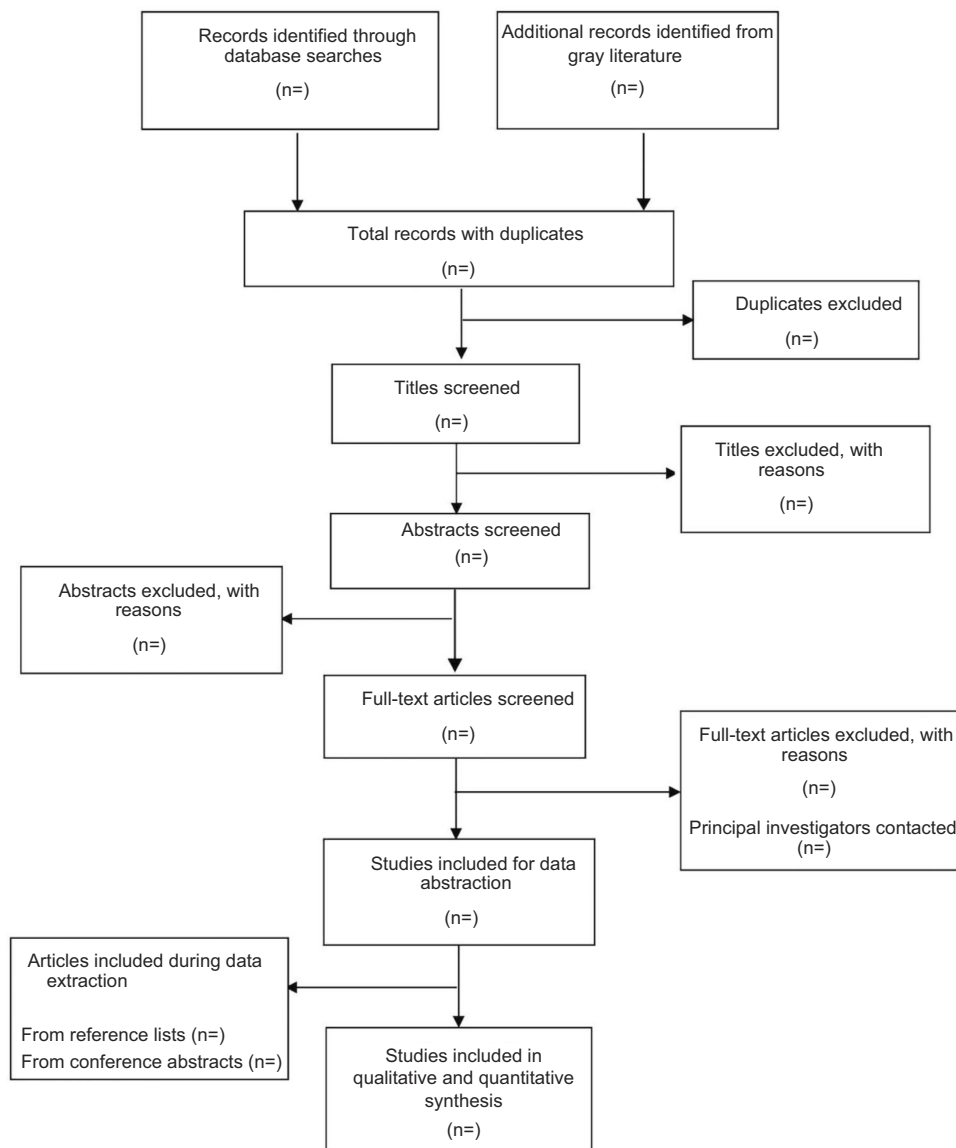 Records identified through
database searches
(n=)
Additional records identified from
gray literature
(n=)
Total records with duplicates
(n=)
Duplicates excluded
(n=)
Titles screened
(n=)
Titles excluded, with
reasons
(n=)
Abstracts screened
(n=)
Abstracts excluded, with
reasons
(n=)
Full-text articles screened
(n=)
Full-text articles excluded, with
reasons
(n=)
Principal investigators contacted
(n=)
Studies included for data
abstraction
(n=)
Articles included during data
extraction
From reference lists (n=)
From conference abstracts (n=)
Studies included in
qualitative and quantitative
synthesis
(n=)